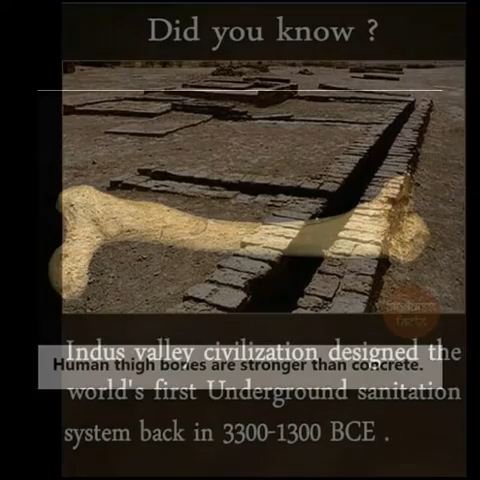 Did you know ?
Indus valley civilization designed the
Human thigh bones are stronger than concrete.
world's first Underground sanitation
system back in 3300-1300 BCE .